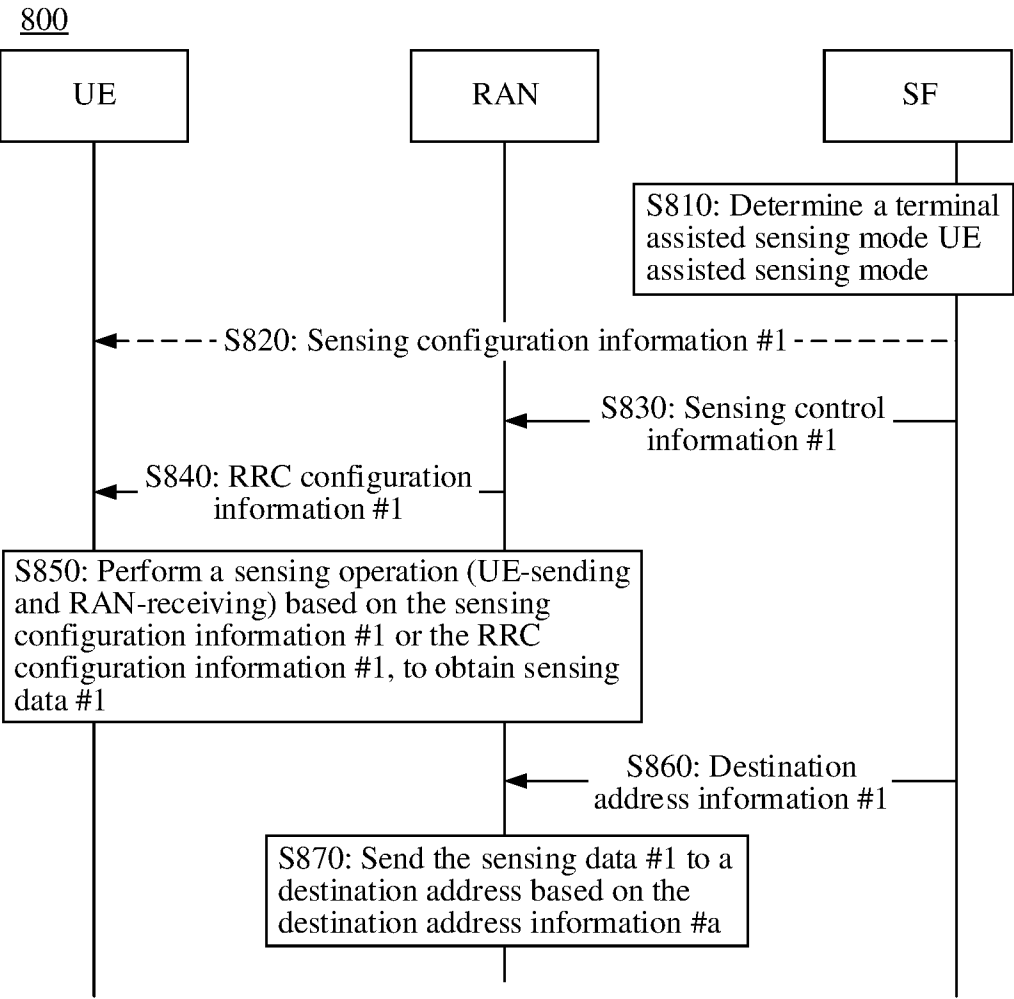 800
UE
RAN
SF
S810: Determine a terminal
assisted sensing mode UE
assisted sensing mode
S820: Sensing configuration information #1
S830: Sensing control
information #1
S840: RRC configuration
information #1
S850: Perform a sensing operation (UE-sending
and RAN-receiving) based on the sensing
configuration information #1 or the RRC
configuration information #1, to obtain sensing
data #1
S860: Destination
address information #1
S870: Send the sensing data #1 to a
destination address based on the
destination address information #a